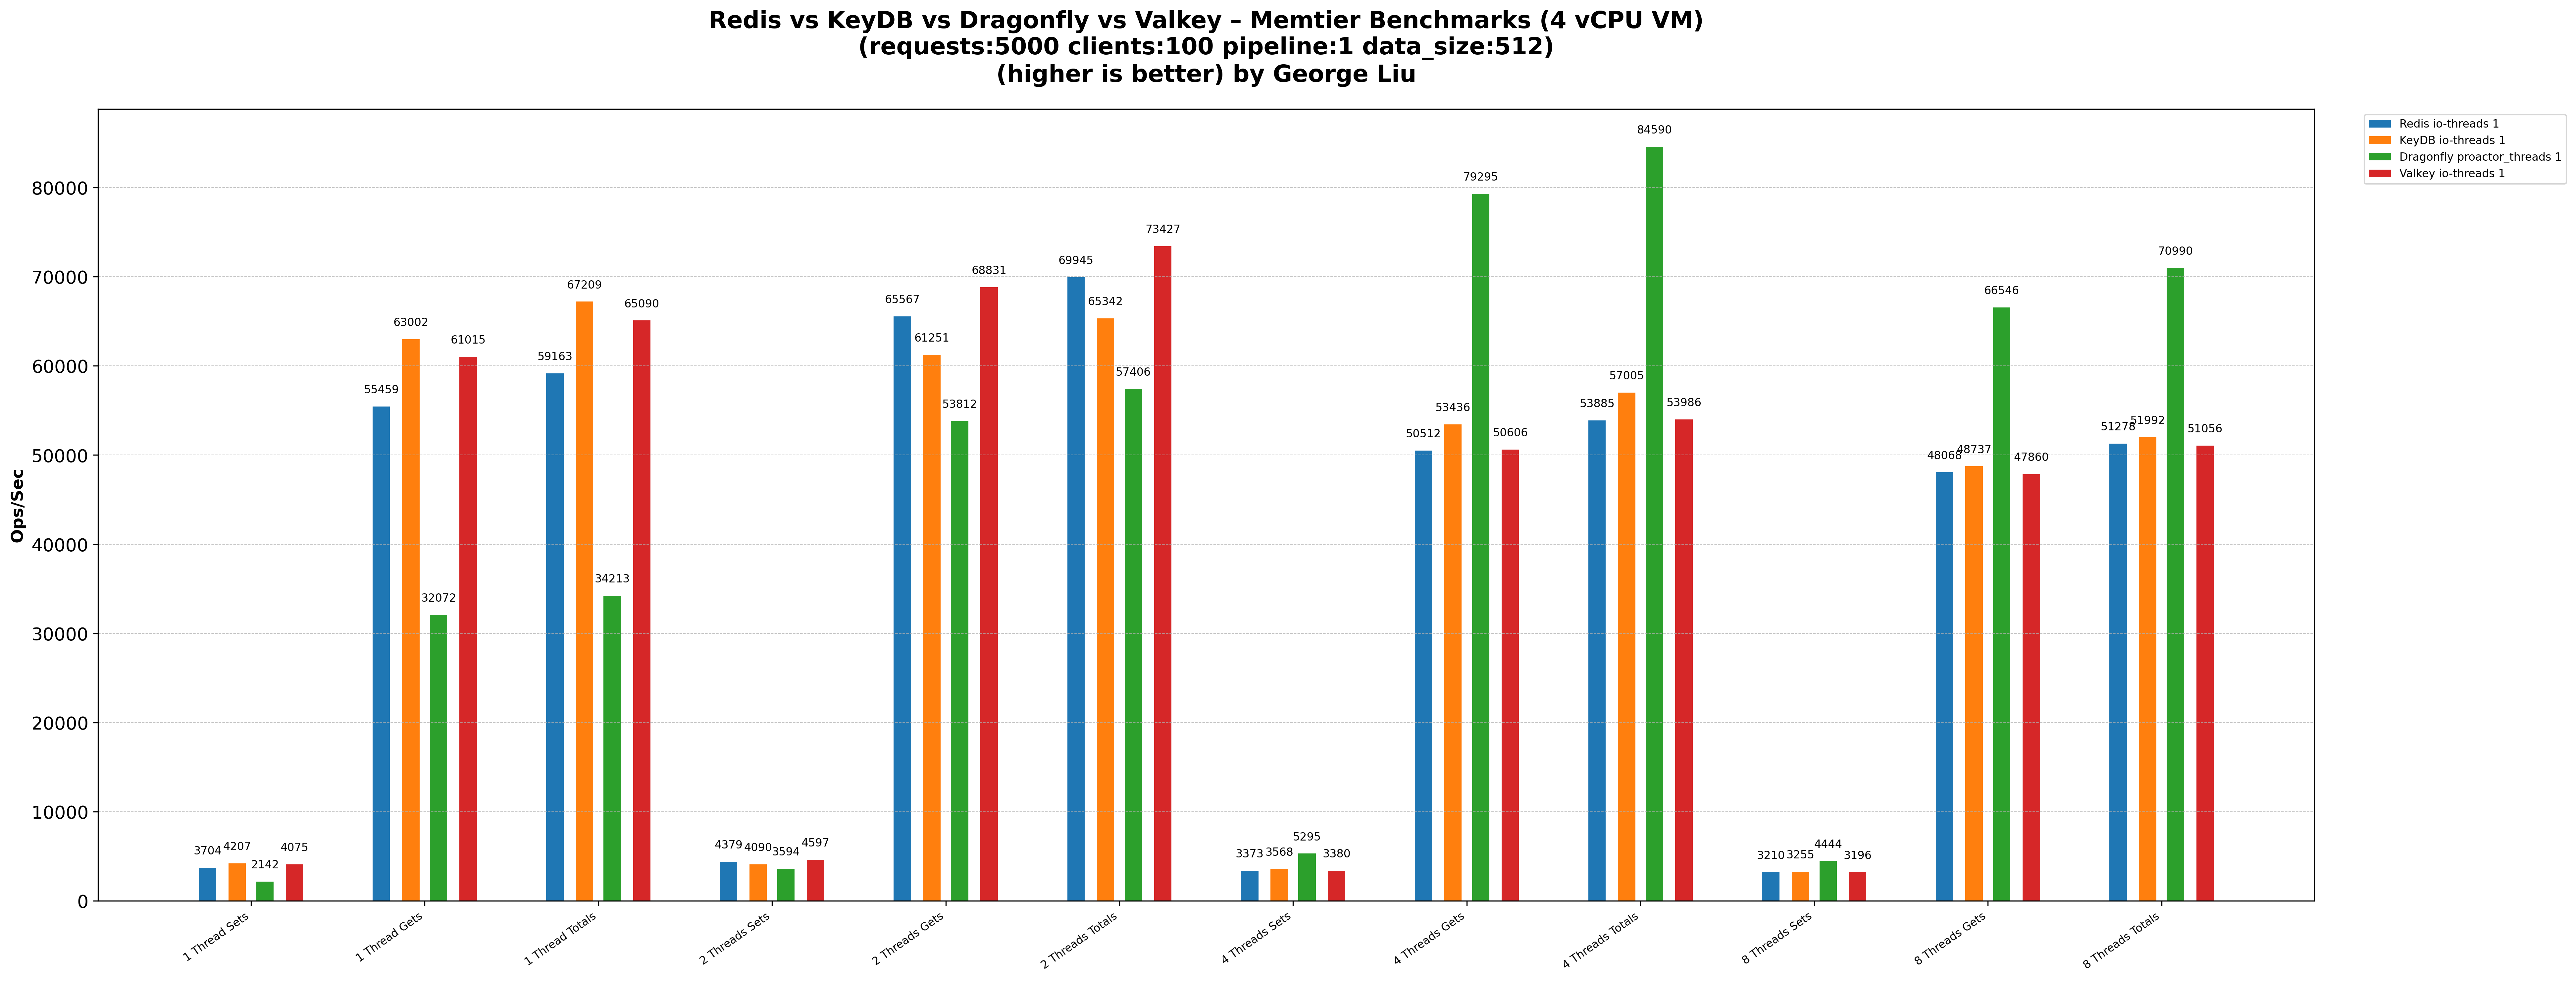 Redis vs KeyDB vs Dragonfly vs Valkey – Memtier Benchmarks (4 vCPU VM)
(requests:5000 clients:100 pipeline:1 data_size:512)
(higher is better) by George Liu
Redis io-threads 1
KeyDB io-threads 1
Dragonfly proactor_threads 1
Valkey io-threads 1
Ops/Sec
80000
70000
60000
50000
40000
30000
20000
10000
0
3704
4207
2142
4075
55459
63002
32072
61015
59163
67209
34213
65090
4379
4090
3594
4597
65567
61251
53812
68831
69945
65342
57406
73427
3373
3568
5295
3380
50512
53436
79295
50606
53885
57005
84590
53986
3210
3255
4444
3196
48068
48737
66546
47860
51278
51992
70990
51056
1 Thread Sets
1 Thread Gets
1 Thread Totals
2 Threads Sets
2 Threads Gets
2 Threads Totals
4 Threads Sets
4 Threads Gets
4 Threads Totals
8 Threads Sets
8 Threads Gets
8 Threads Totals